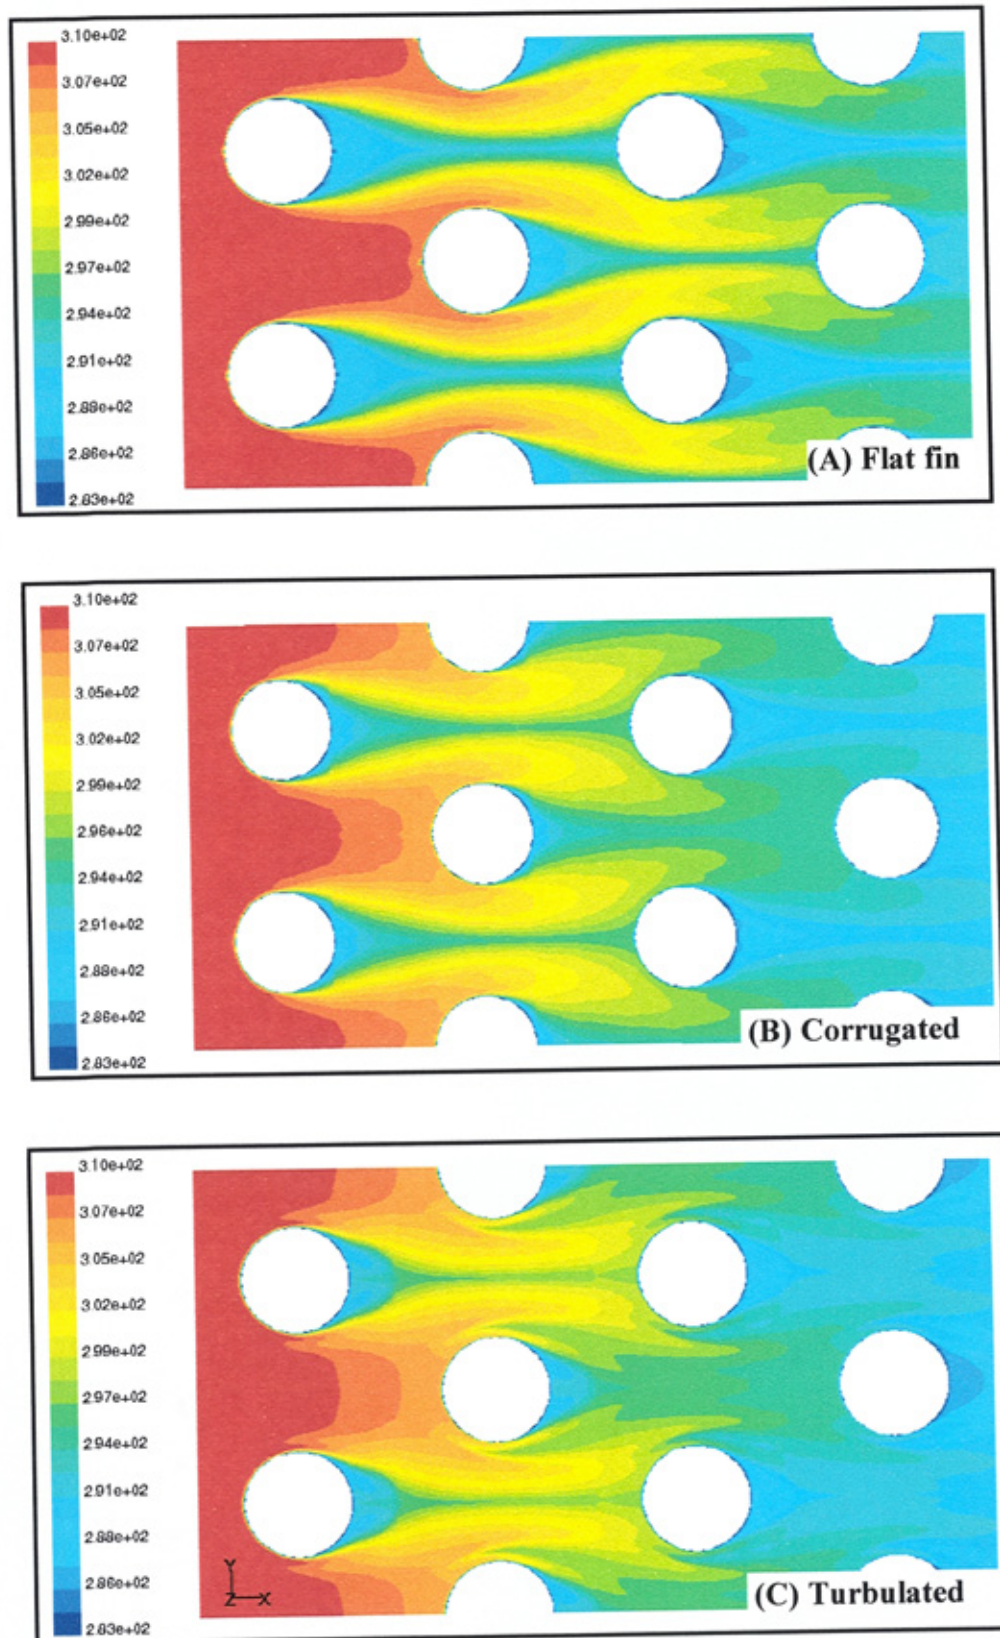 3.10e+02
3.07e+02
3.05e+02
3.02e+02
2.99e+02
2.97e+02
2.94e+02
2.91e+02
2.88e+02
2.86e+02
2.83e+02
(A) Flat fin
3.10e+02
3.07e+02
3.05e+02
3.02e+02
2.99e+02
2.96e+02
2.94e+02
2.91e+02
2.88e+02
2.86e+02
2.83e+02
(B) Corrugated
3.10e+02
3.07e+02
3.05e+02
3.02e+02
2.99e+02
2.97e+02
2.94e+02
2.91e+02
2.88e+02
2.86e+02
2.83e+02
Y
Z X
(C) Turbulated